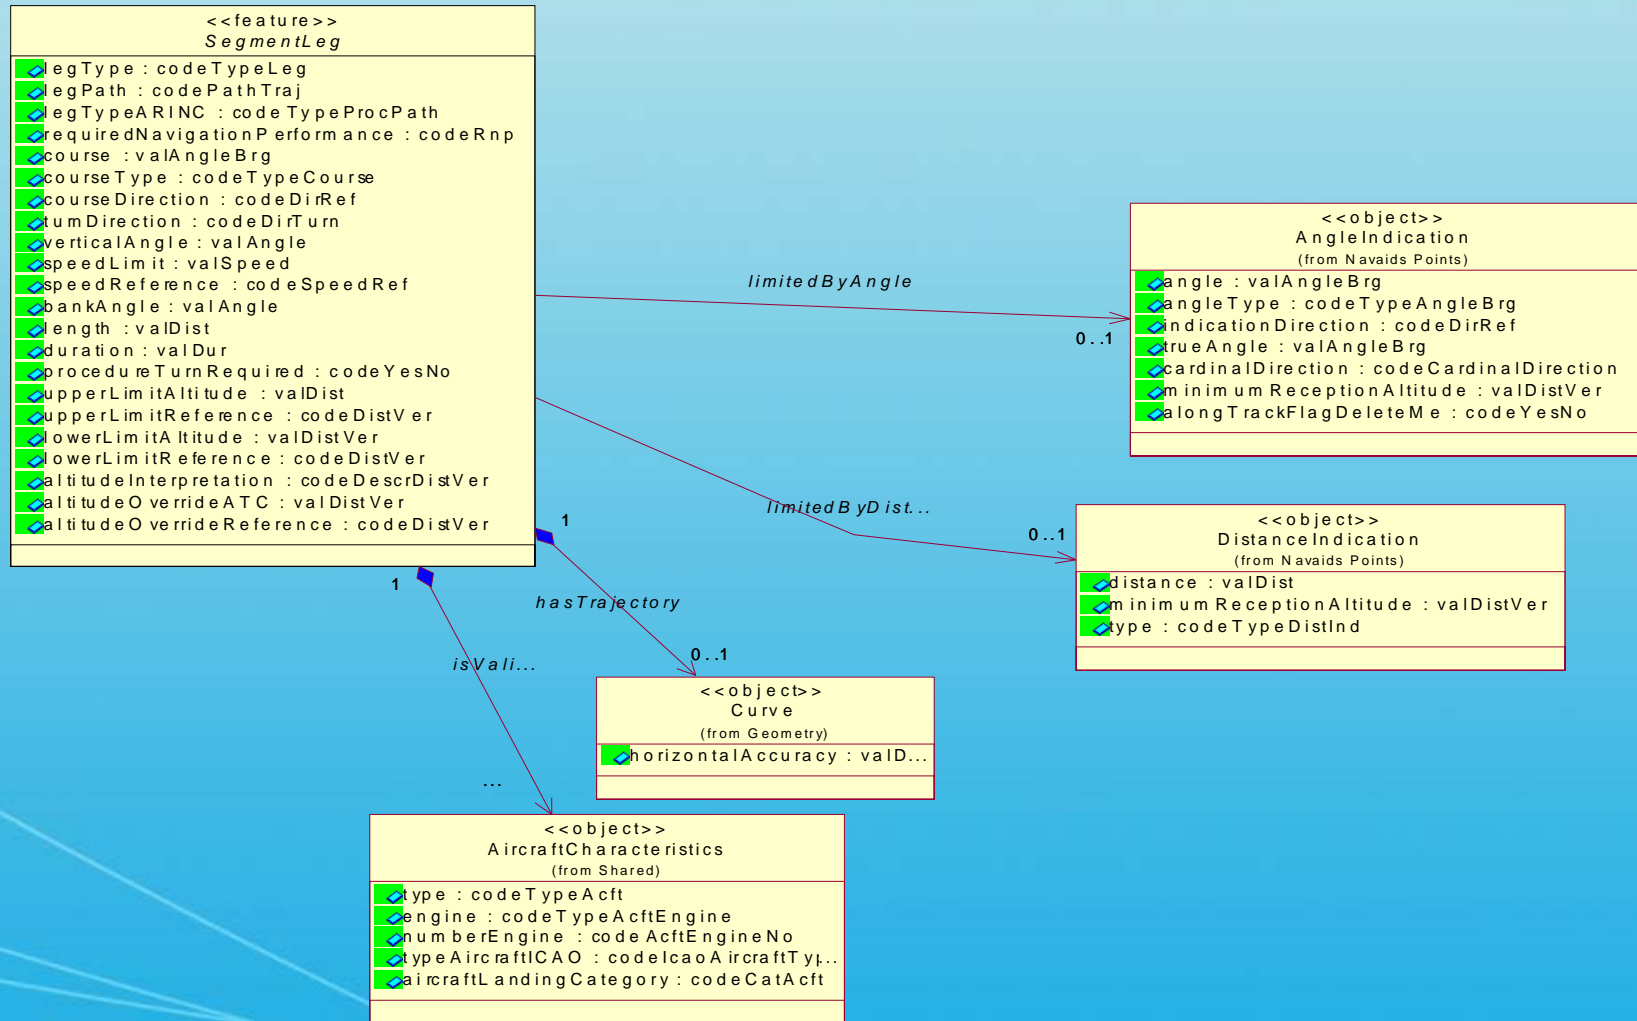 <<feature>>
SegmentLeg
legType : codeTypeLeg
legPath : codePathTraj
legTypeARINC : codeTypeProcPath
requiredNavigationPerformance : codeRnp
course : valAngleBrg
courseType : codeTypeCourse
courseDirection : codeDirRef
turnDirection : codeDirTurn
verticalAngle : valAngle
speedLimit : valSpeed
speedReference : codeSpeedRef
bankAngle : valAngle
length : valDist
duration : valDur
procedureTurnRequired : codeYesNo
upperLimitAltitude : valDist
upperLimitReference : codeDistVer
lowerLimitAltitude : valDistVer
lowerLimitReference : codeDistVer
altitudeInterpretation : codeDescrDistVer
altitudeOverrideATC : valDistVer
altitudeOverrideReference : codeDistVer
limitedByAngle
0..1
<<object>>
AngleIndication
(from Navaids Points)
angle : valAngleBrg
angleType : codeTypeAngleBrg
indicationDirection : codeDirRef
trueAngle : valAngleBrg
cardinalDirection : codeCardinalDirection
minimumReceptionAltitude : valDistVer
alongTrackFlagDeleteMe : codeYesNo
limitedByDist...
0..1
<<object>>
DistanceIndication
(from Navaids Points)
distance : valDist
minimumReceptionAltitude : valDistVer
type : codeTypeDistInd
1
hasTrajectory
0..1
<<object>>
Curve
(from Geometry)
horizontalAccuracy : valD...
1
isVali...
...
<<object>>
AircraftCharacteristics
(from Shared)
type : codeTypeAcft
engine : codeTypeAcftEngine
numberEngine : codeAcftEngineNo
typeAircraftICAO : codeIcaoAircraftTy...
aircraftLandingCategory : codeCatAcft